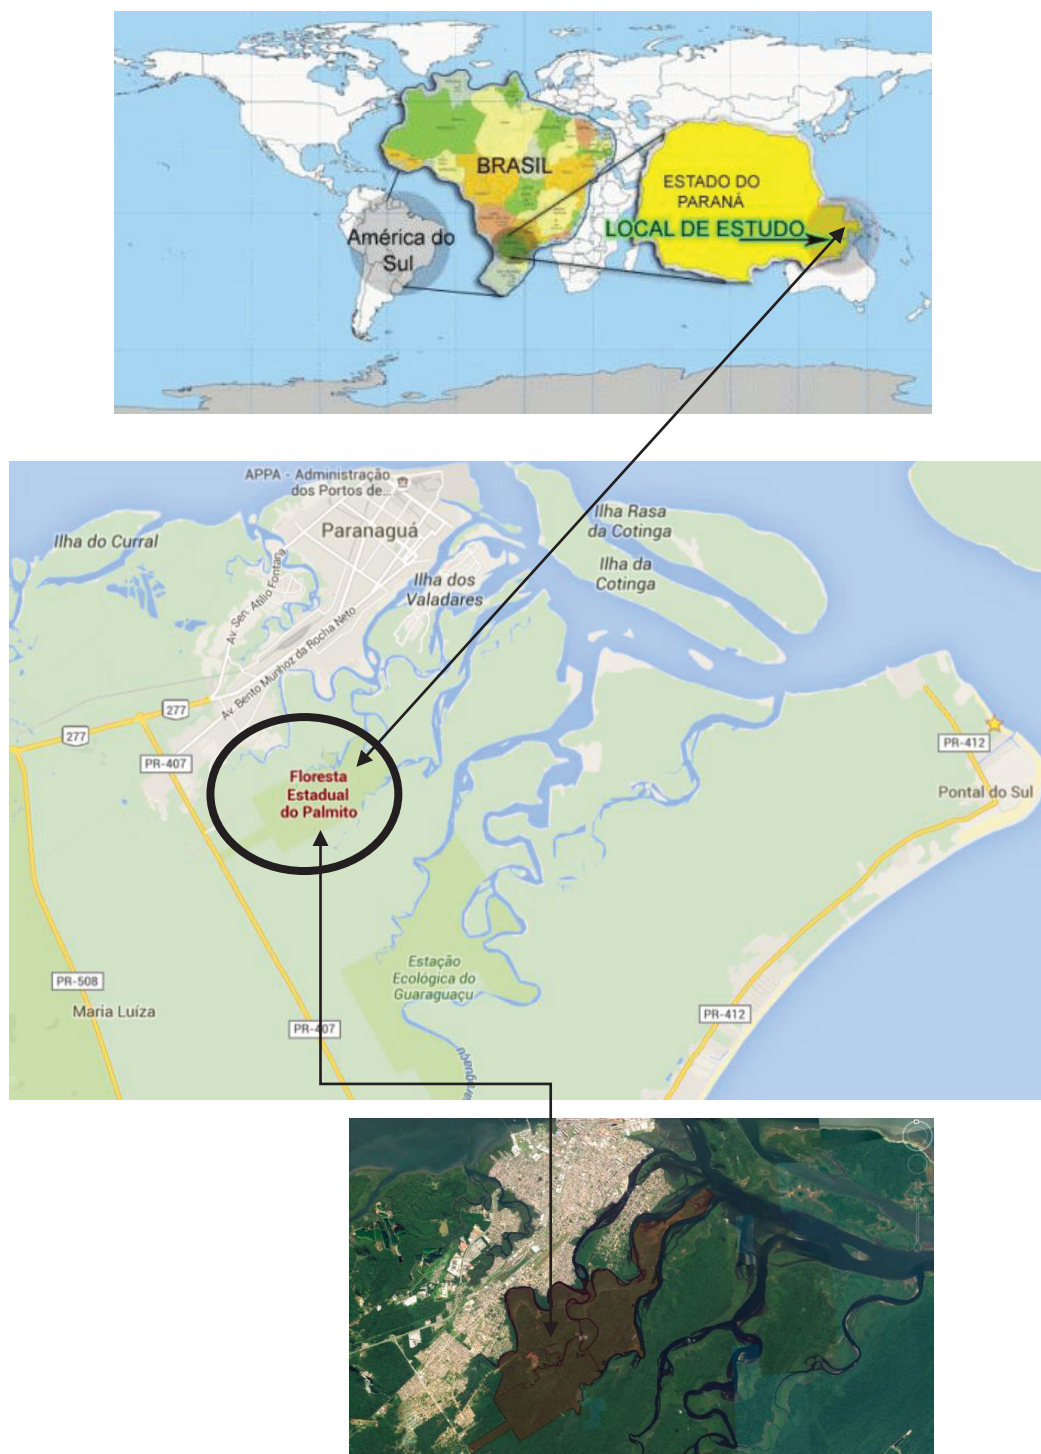 BRASIL
ESTADO DO
PARANÁ
LOCAL DE ESTUDO
América do
Sul
APPA - Administração
dos Portos de...
Paranaguá
Ilha do Curral
Ilha Rasa
da Cotinga
Ilha da
Cotinga
Ilha dos
Valadares
Av. Sen. Atílio Fontana
Av. Bento Munhoz da Rocha Neto
277
277
PR-407
PR-412
Pontal do Sul
Floresta
Estadual
do Palmito
Estação
Ecológica do
Guaraguaçu
PR-508
Maria Luíza
PR-407
PR-412